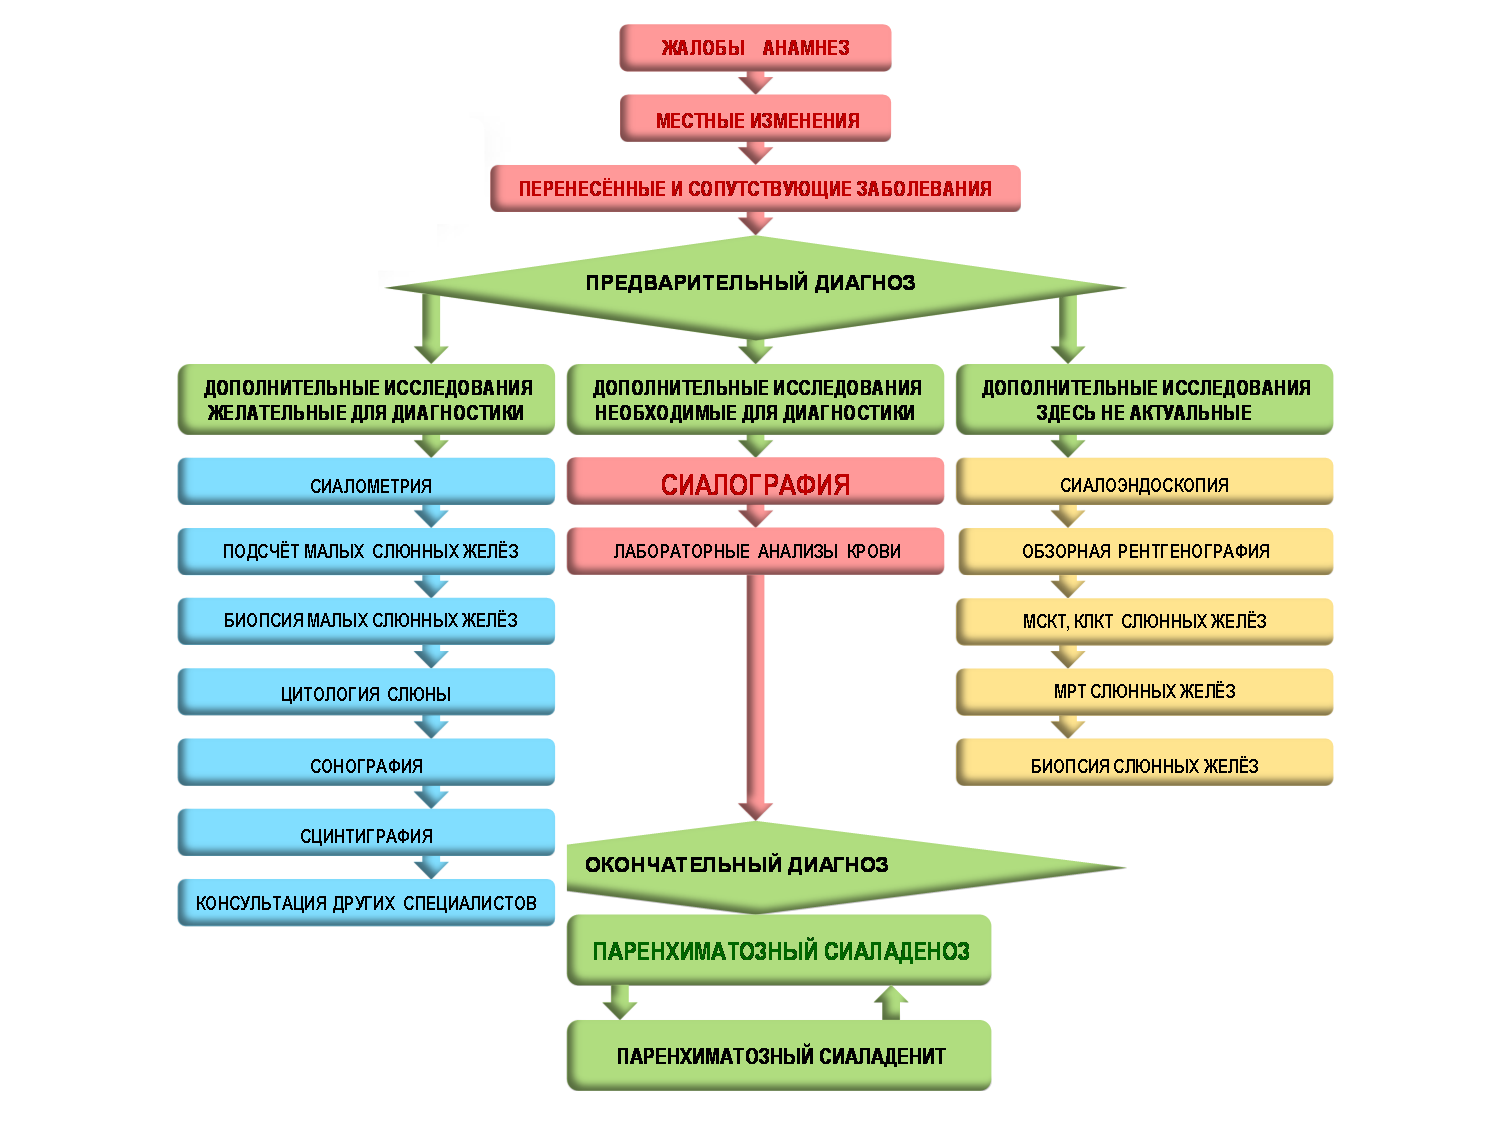 ЖАЛОБЫ АНАМНЕЗ
МЕСТНЫЕ ИЗМЕНЕНИЯ
ПЕРЕНЕСЁННЫЕ И СОПУТСТВУЮЩИЕ ЗАБОЛЕВАНИЯ
ПРЕДВАРИТЕЛЬНЫЙ ДИАГНОЗ
ДОПОЛНИТЕЛЬНЫЕ ИССЛЕДОВАНИЯ
ЖЕЛАТЕЛЬНЫЕ ДЛЯ ДИАГНОСТИКИ
СИАЛОМЕТРИЯ
ПОДСЧЁТ МАЛЫХ СЛЮННЫХ ЖЕЛЁЗ
БИОПСИЯ МАЛЫХ СЛЮННЫХ ЖЕЛЁЗ
ЦИТОЛОГИЯ СЛЮНЫ
СОНОГРАФИЯ
СЦИНТИГРАФИЯ
КОНСУЛЬТАЦИЯ ДРУГИХ СПЕЦИАЛИСТОВ
ДОПОЛНИТЕЛЬНЫЕ ИССЛЕДОВАНИЯ
НЕОБХОДИМЫЕ ДЛЯ ДИАГНОСТИКИ
СИАЛОГРАФИЯ
ЛАБОРАТОРНЫЕ АНАЛИЗЫ КРОВИ
ДОПОЛНИТЕЛЬНЫЕ ИССЛЕДОВАНИЯ
ЗДЕСЬ НЕ АКТУАЛЬНЫЕ
СИАЛОЭНДОСКОПИЯ
ОБЗОРНАЯ РЕНТГЕНОГРАФИЯ
МСКТ, КЛКТ СЛЮННЫХ ЖЕЛЁЗ
МРТ СЛЮННЫХ ЖЕЛЁЗ
БИОПСИЯ СЛЮННЫХ ЖЕЛЁЗ
ОКОНЧАТЕЛЬНЫЙ ДИАГНОЗ
ПАРЕНХИМАТОЗНЫЙ СИАЛАДЕНОЗ
ПАРЕНХИМАТОЗНЫЙ СИАЛАДЕНИТ